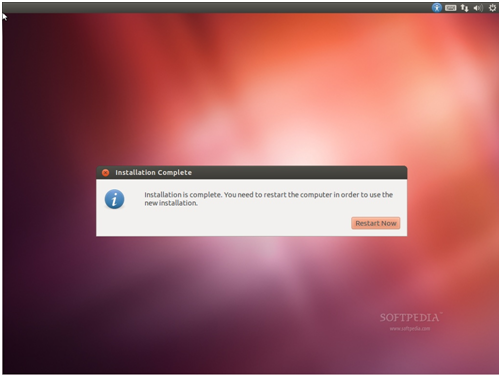 Installation Complete
Installation is complete. You need to restart the computer in order to use the
new installation.
Restart Now
SOFTPEDIA
www.softpedia.com